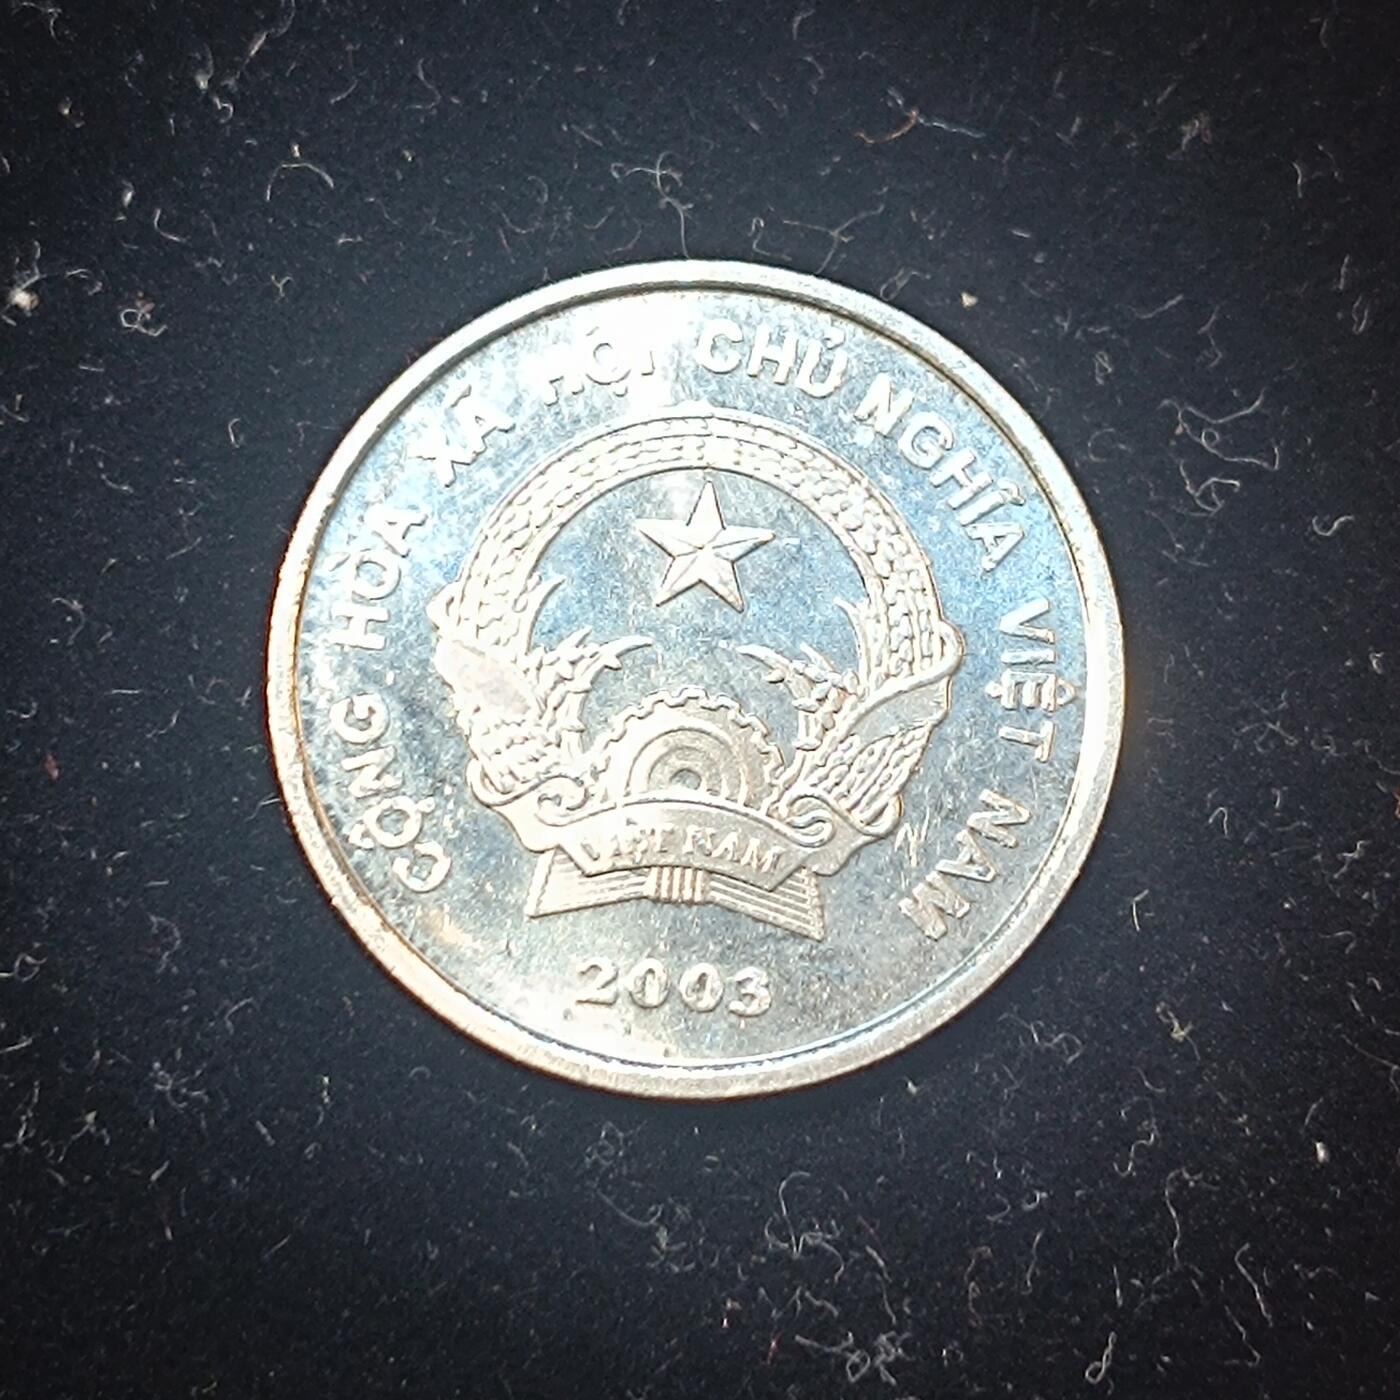 CỘNG HÒA XÃ HỘI CHỦ NGHĨA VIỆT NAM
VIỆT NAM
2003